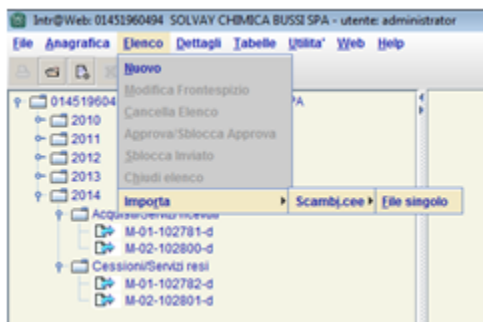 Intr@Web: 01451960494 SOLVAY CHIMICA BUSSI SPA - utente: administrator
File Anagrafica Elenco Dettagli Tabelle Utilita' Web Help
Nuovo
Modifica Frontespizio
Cancella Elenco
Approva/Sblocca Approva
Sblocca Inviato
Chiudi elenco
Importa
Scambi.cee
File singolo
014519604 PA
2010
2011
2012
2013
2014
Acquisti/Servizi ricevuti
M-01-102781-d
M-02-102800-d
Cessioni/Servizi resi
M-01-102782-d
M-02-102801-d